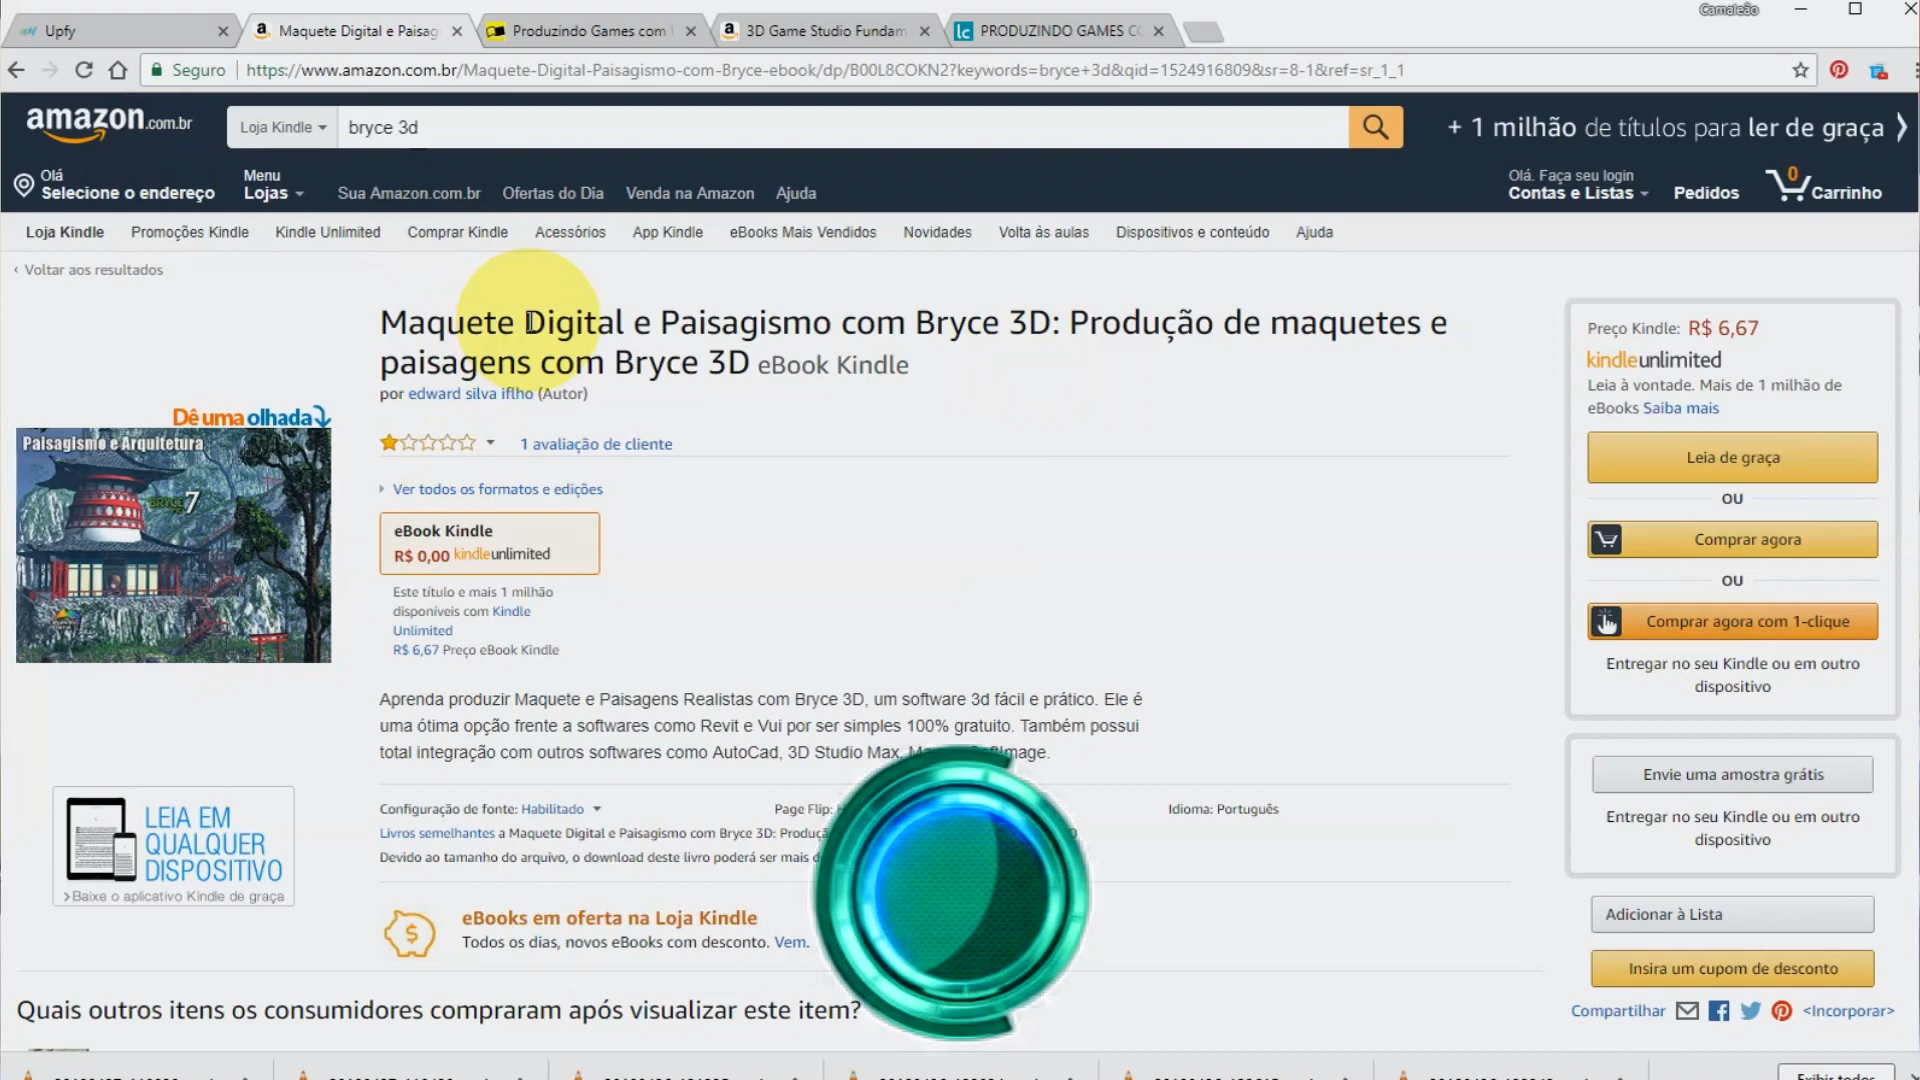 Camaleão
Upfy
Maquete Digital e Paisag
Produzindo Games com
3D Game Studio Fundam
PRODUZINDO GAMES CO
Seguro
https://www.amazon.com.br/Maquete-Digital-Paisagismo-com-Bryce-ebook/dp/B00L8COKN2?keywords=bryce+3d&qid=1524916809&sr=8-1&ref=sr_1_1
amazon.com.br
Loja Kindle
bryce 3d
+ 1 milhão de títulos para ler de graça
Olá
Selecione o endereço
Menu
Lojas
Sua Amazon.com.br
Ofertas do Dia
Venda na Amazon
Ajuda
Olá. Faça seu login
Contas e Listas
Pedidos
0
Carrinho
Loja Kindle
Promoções Kindle
Kindle Unlimited
Comprar Kindle
Acessórios
App Kindle
eBooks Mais Vendidos
Novidades
Volta às aulas
Dispositivos e conteúdo
Ajuda
‹ Voltar aos resultados
Maquete Digital e Paisagismo com Bryce 3D: Produção de maquetes e
paisagens com Bryce 3D eBook Kindle
por edward silva iflho (Autor)
1 avaliação de cliente
Dê uma olhada
Paisagismo e Arquitetura
BRYCE 7
Ver todos os formatos e edições
eBook Kindle
R$ 0,00 kindleunlimited
Este título e mais 1 milhão
disponíveis com Kindle
Unlimited
R$ 6,67 Preço eBook Kindle
Aprenda produzir Maquete e Paisagens Realistas com Bryce 3D, um software 3d fácil e prático. Ele é
uma ótima opção frente a softwares como Revit e Vui por ser simples 100% gratuito. Também possui
total integração com outros softwares como AutoCad, 3D Studio Max,
Configuração de fonte: Habilitado
Page Flip:
Idioma: Português
Livros semelhantes a Maquete Digital e Paisagismo com Bryce 3D:
Devido ao tamanho do arquivo, o download deste livro poderá ser mais
LEIA EM
QUALQUER
DISPOSITIVO
>Baixe o aplicativo Kindle de graça
eBooks em oferta na Loja Kindle
Todos os dias, novos eBooks com desconto. Vem.
Quais outros itens os consumidores compraram após visualizar este item?
Preço Kindle: R$ 6,67
kindleunlimited
Leia à vontade. Mais de 1 milhão de
eBooks Saiba mais
Leia de graça
OU
Comprar agora
OU
Comprar agora com 1-clique
Entregar no seu Kindle ou em outro
dispositivo
Envie uma amostra grátis
Entregar no seu Kindle ou em outro
dispositivo
Adicionar à Lista
Insira um cupom de desconto
Compartilhar
<Incorporar>
Exibir todos